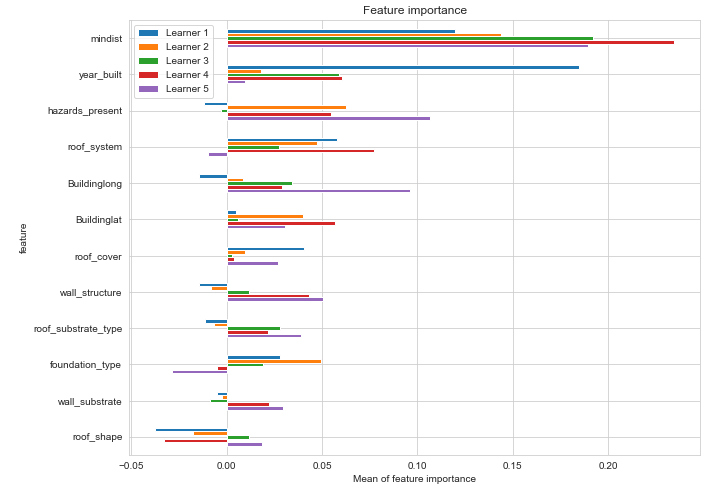 Feature importance
Learner 1
Learner 2
Learner 3
Learner 4
Learner 5
mindist
year_built
hazards_present
roof_system
Buildinglong
Buildinglat
roof_cover
wall_structure
roof_substrate_type
foundation_type
wall_substrate
roof_shape
feature
−0.05 0.00 0.05 0.10 0.15 0.20
Mean of feature importance